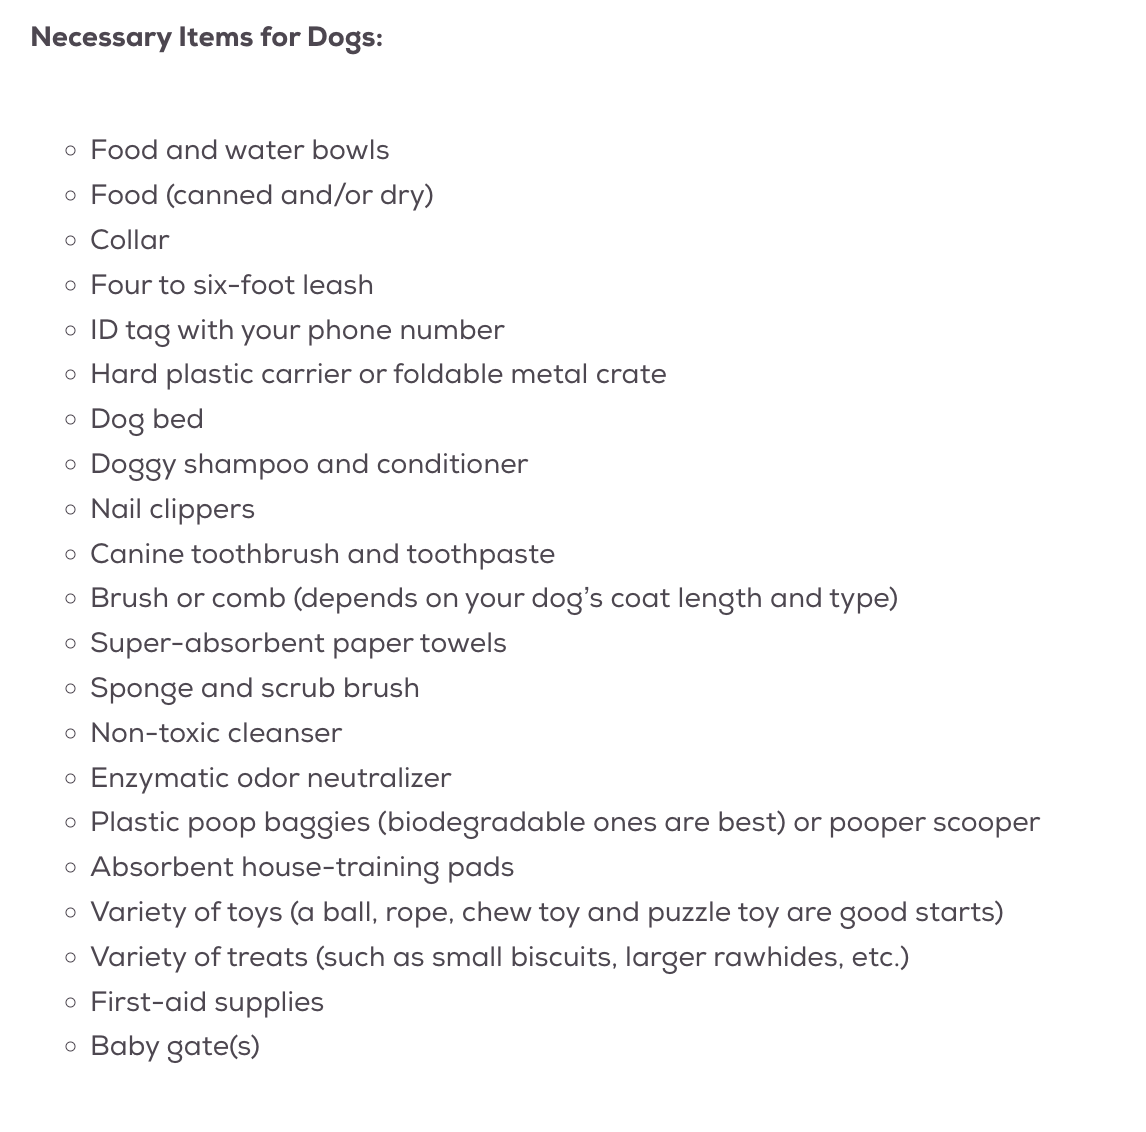 Necessary Items for Dogs:
Food and water bowls
Food (canned and/or dry)
Collar
Four to six-foot leash
ID tag with your phone number
Hard plastic carrier or foldable metal crate
Dog bed
Doggy shampoo and conditioner
Nail clippers
Canine toothbrush and toothpaste
Brush or comb (depends on your dog’s coat length and type)
Super-absorbent paper towels
Sponge and scrub brush
Non-toxic cleanser
Enzymatic odor neutralizer
Plastic poop baggies (biodegradable ones are best) or pooper scooper
Absorbent house-training pads
Variety of toys (a ball, rope, chew toy and puzzle toy are good starts)
Variety of treats (such as small biscuits, larger rawhides, etc.)
First-aid supplies
Baby gate(s)